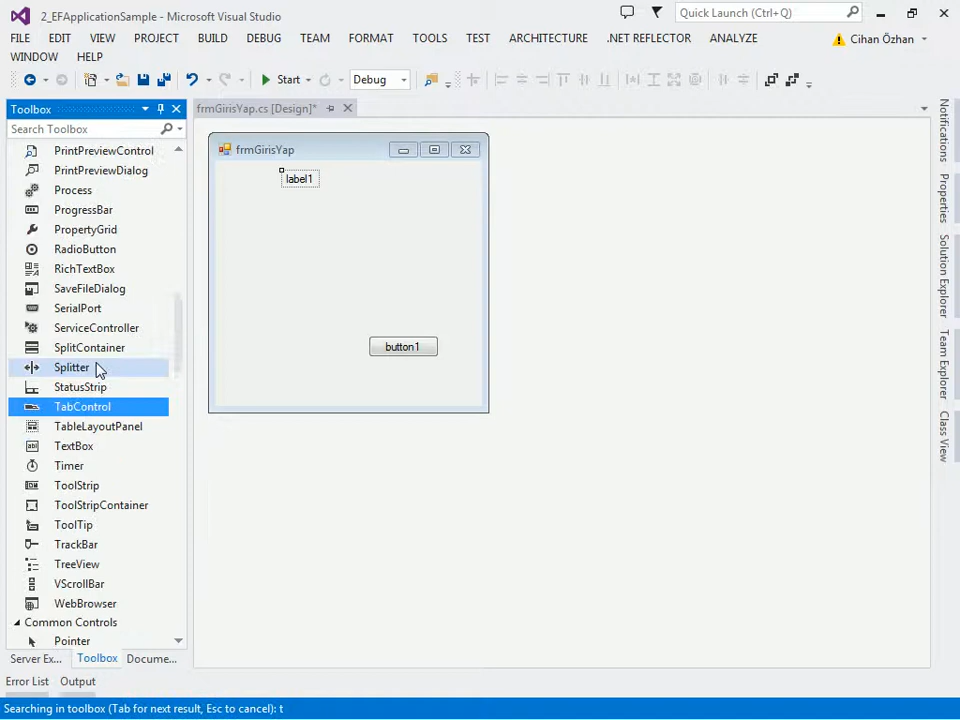 2_EFApplicationSample - Microsoft Visual Studio
Quick Launch (Ctrl+Q)
FILE EDIT VIEW PROJECT BUILD DEBUG TEAM FORMAT TOOLS TEST ARCHITECTURE .NET REFLECTOR ANALYZE Cihan Özhan
WINDOW HELP
Start Debug
Toolbox
frmGirisYap.cs [Design]*
Search Toolbox
PrintPreviewControl
PrintPreviewDialog
Process
ProgressBar
PropertyGrid
RadioButton
RichTextBox
SaveFileDialog
SerialPort
ServiceController
SplitContainer
Splitter
StatusStrip
TabControl
TableLayoutPanel
TextBox
Timer
ToolStrip
ToolStripContainer
ToolTip
TrackBar
TreeView
VScrollBar
WebBrowser
Common Controls
Pointer
frmGirisYap
label1
button1
Notifications
Properties
Solution Explorer
Team Explorer
Class View
Server Ex... Toolbox Docume...
Error List Output
Searching in toolbox (Tab for next result, Esc to cancel): t